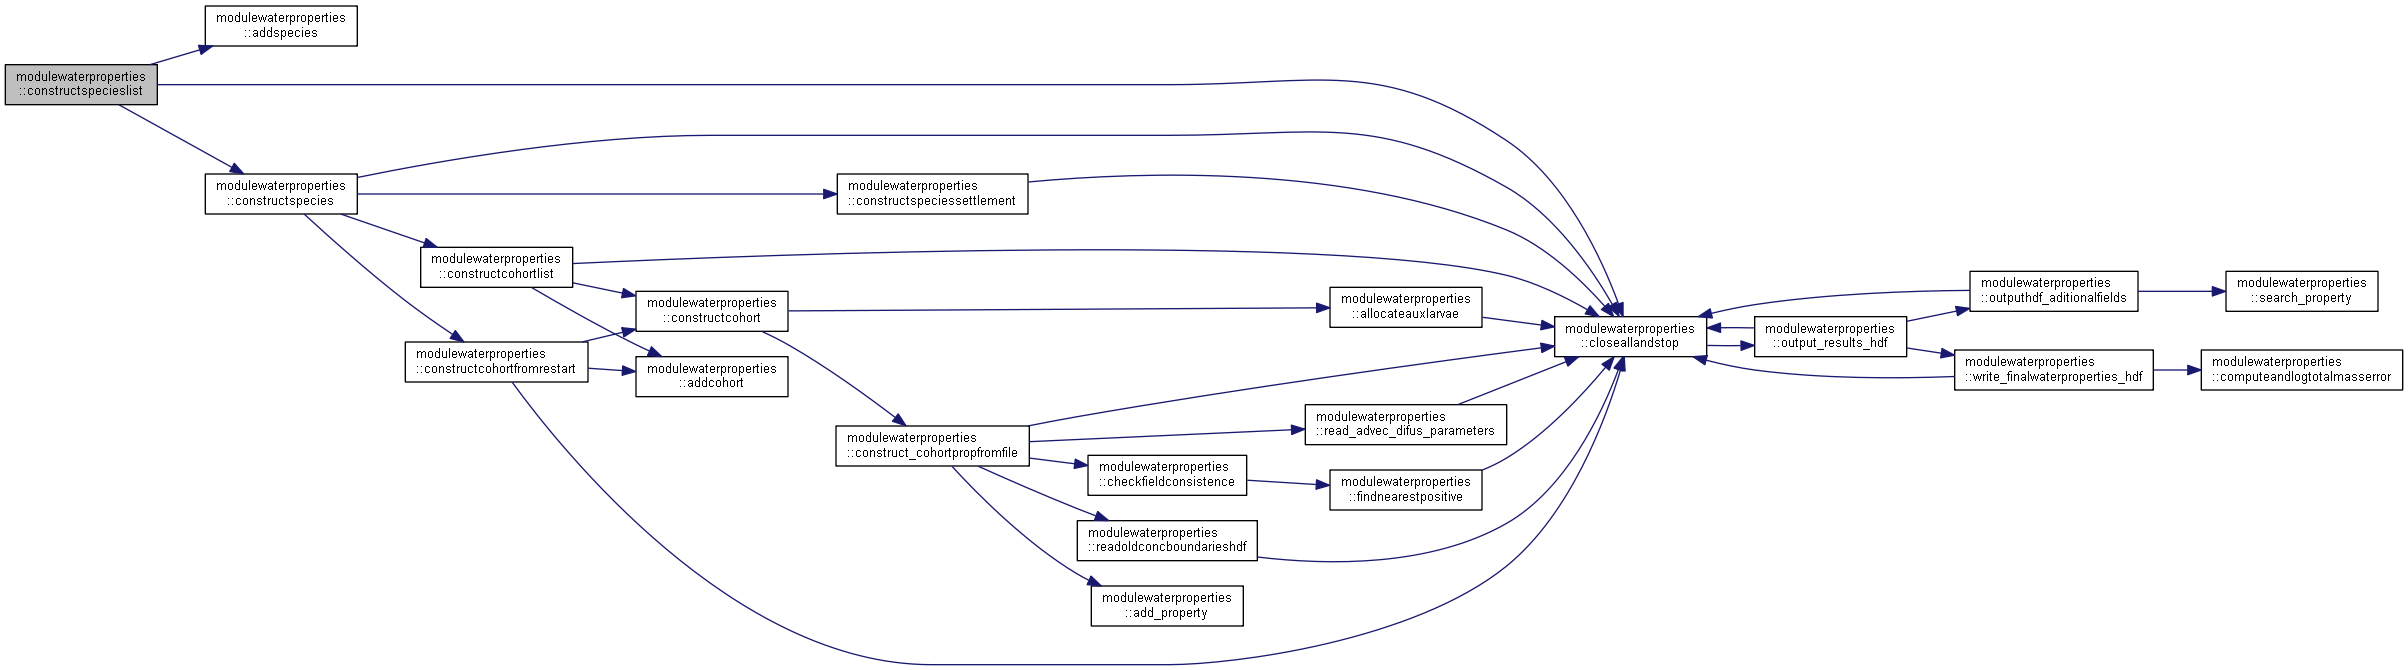 modulewaterproperties
::addspecies
modulewaterproperties
::constructspecieslist
modulewaterproperties
::constructspecies
modulewaterproperties
::constructspeciessettlement
modulewaterproperties
::constructcohortlist
modulewaterproperties
::constructcohort
modulewaterproperties
::constructcohortfromrestart
modulewaterproperties
::addcohort
modulewaterproperties
::allocateauxlarvae
modulewaterproperties
::closeallandstop
modulewaterproperties
::output_results_hdf
modulewaterproperties
::outputhdf_aditionalfields
modulewaterproperties
::search_property
modulewaterproperties
::write_finalwaterproperties_hdf
modulewaterproperties
::computeandlogtotalmasserror
modulewaterproperties
::construct_cohortpropfromfile
modulewaterproperties
::read_advec_difus_parameters
modulewaterproperties
::checkfieldconsistence
modulewaterproperties
::findnearestpositive
modulewaterproperties
::readoldconcboundarieshdf
modulewaterproperties
::add_property